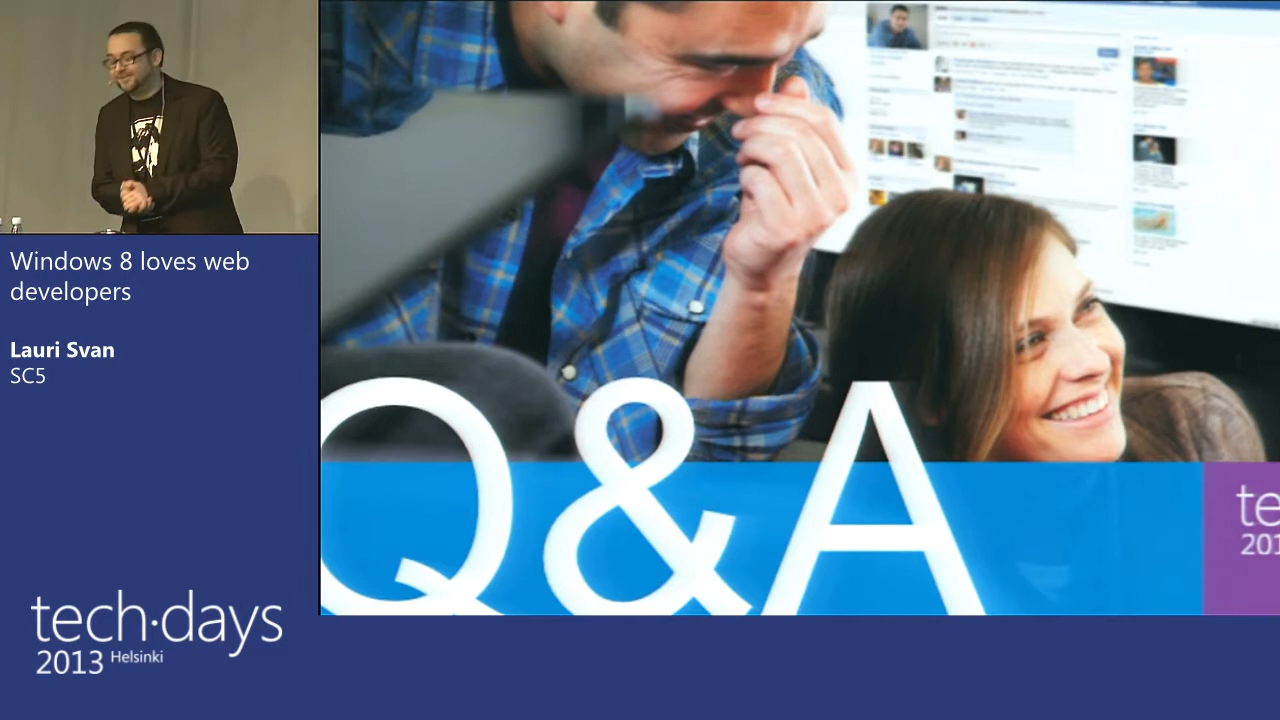 Windows 8 loves web
developers
Lauri Svan
SC5
tech·days
2013 Helsinki
Q&A
te
201